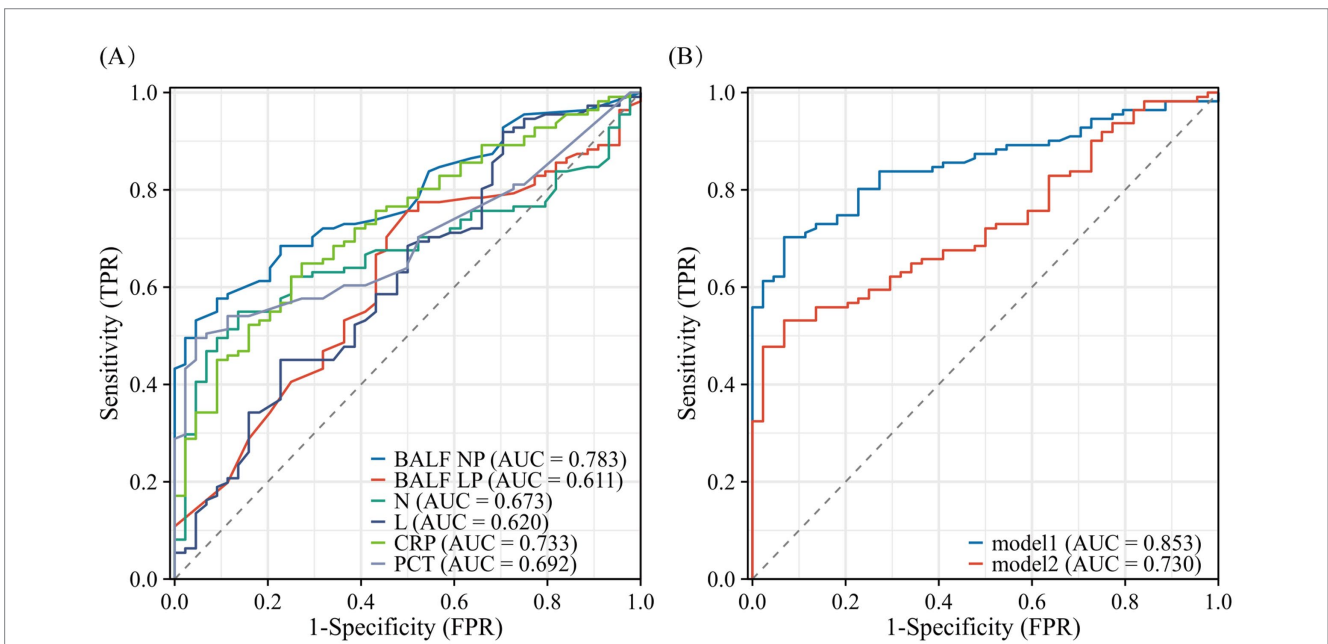 (A)
1.0
0.8
0.6
0.4
0.2
0.0
Sensitivity (TPR)
BALF NP (AUC = 0.783)
BALF LP (AUC = 0.611)
N (AUC = 0.673)
L (AUC = 0.620)
CRP (AUC = 0.733)
PCT (AUC = 0.692)
0.0 0.2 0.4 0.6 0.8 1.0
1-Specificity (FPR)
(B)
1.0
0.8
0.6
0.4
0.2
0.0
Sensitivity (TPR)
model1 (AUC = 0.853)
model2 (AUC = 0.730)
0.0 0.2 0.4 0.6 0.8 1.0
1-Specificity (FPR)